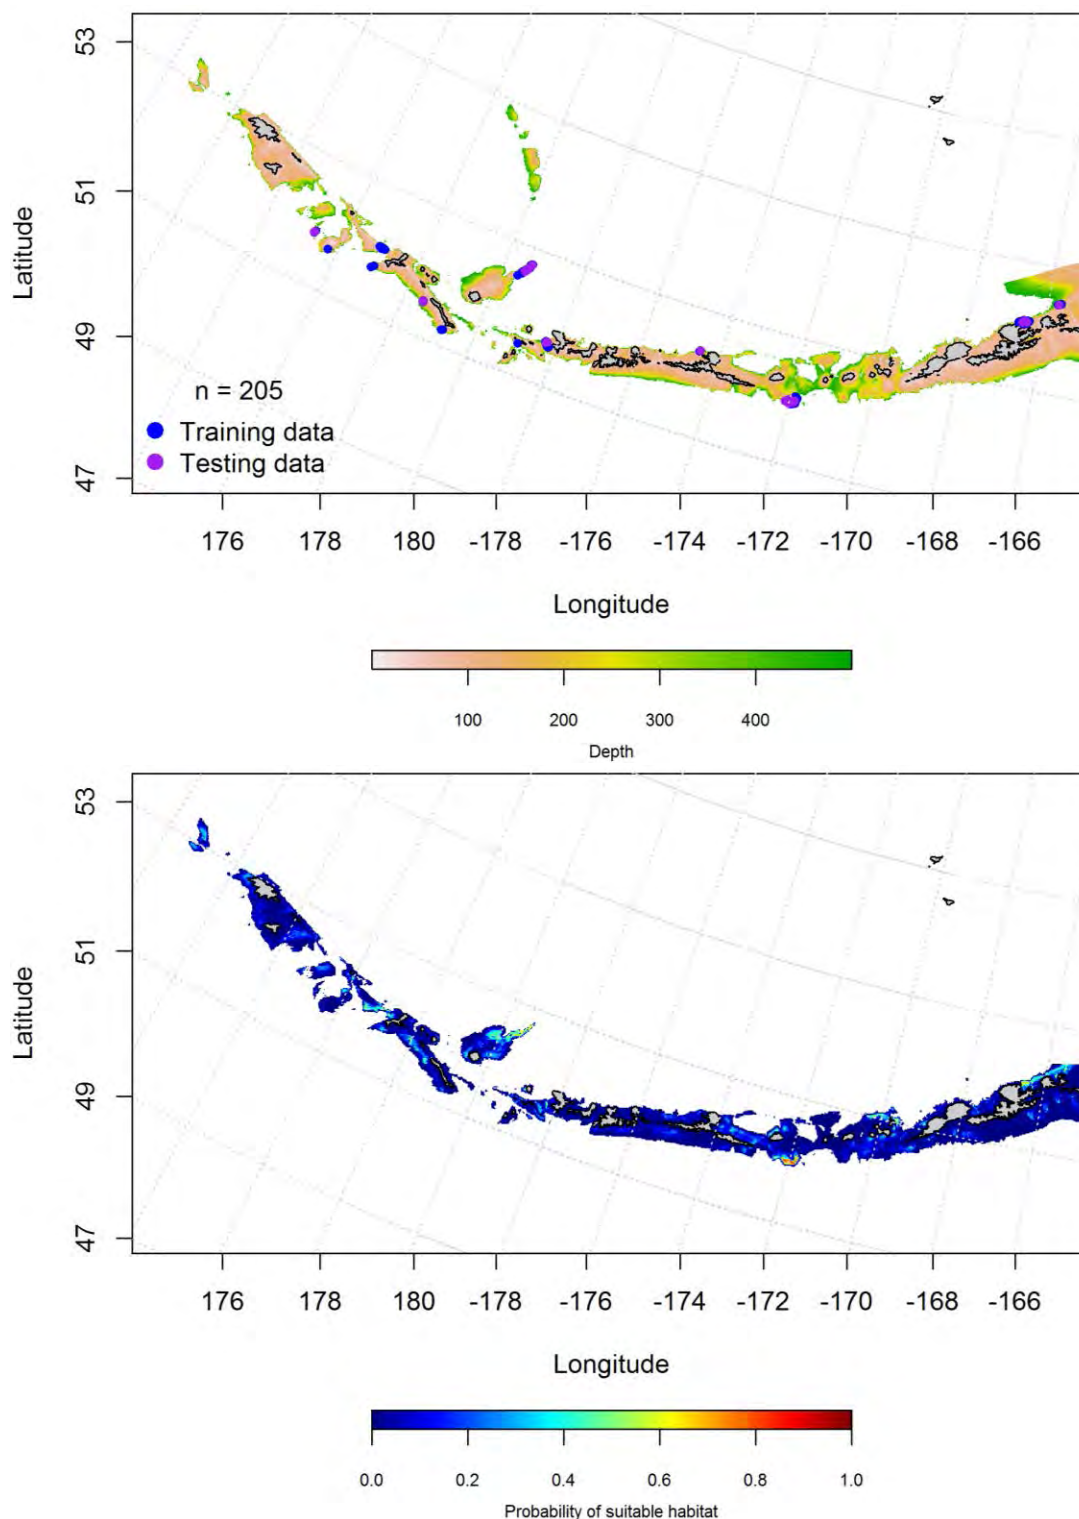 53
51
49
47
Latitude
n = 205
Training data
Testing data
176 178 180 -178 -176 -174 -172 -170 -168 -166
Longitude
100 200 300 400
Depth
53
51
49
47
Latitude
176 178 180 -178 -176 -174 -172 -170 -168 -166
Longitude
0.0 0.2 0.4 0.6 0.8 1.0
Probability of suitable habitat